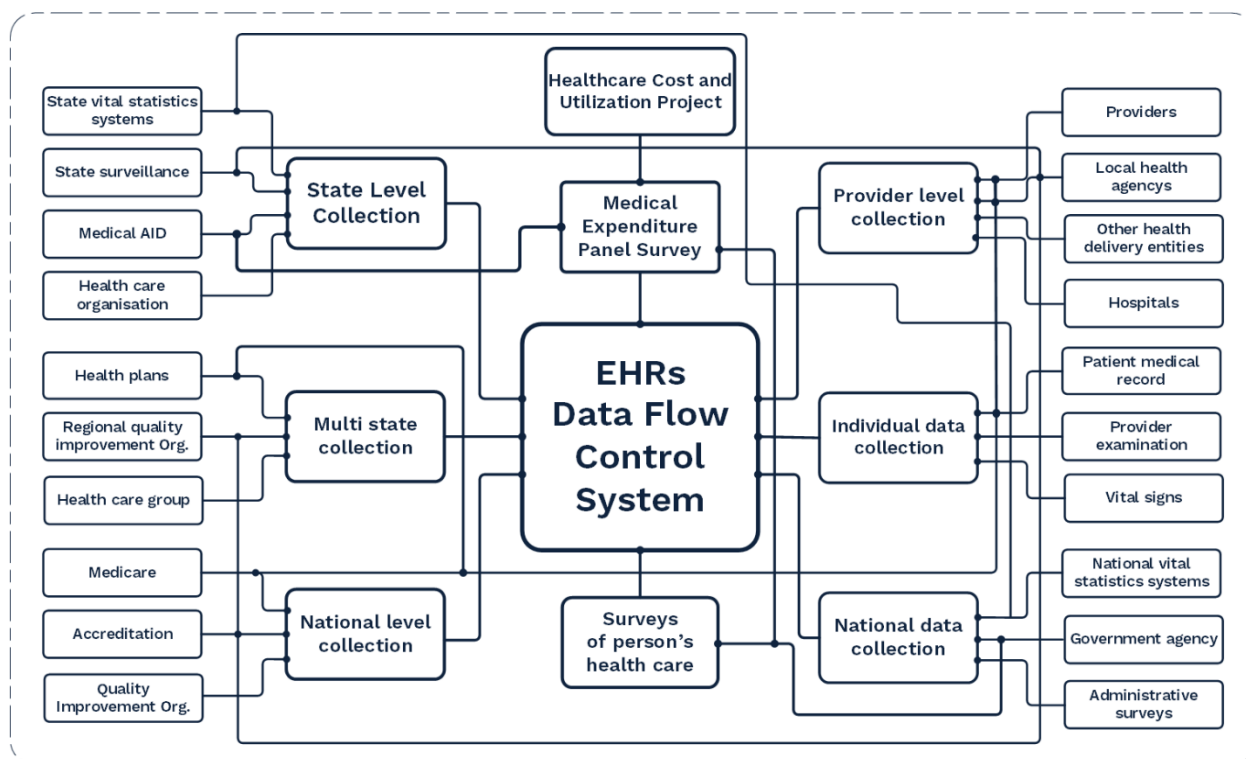 Healthcare Cost and
Utilization Project
State vital statistics
systems
State surveillance
Medical AID
Health care
organisation
State Level
Collection
Medical
Expenditure
Panel Survey
Provider level
collection
Providers
Local health
agencys
Other health
delivery entities
Hospitals
Health plans
Regional quality
improvement Org.
Health care group
Multi state
collection
EHRs
Data Flow
Control
System
Individual data
collection
Patient medical
record
Provider
examination
Vital signs
Medicare
Accreditation
Quality
Improvement Org.
National level
collection
Surveys
of person's
health care
National data
collection
National vital
statistics systems
Government agency
Administrative
surveys